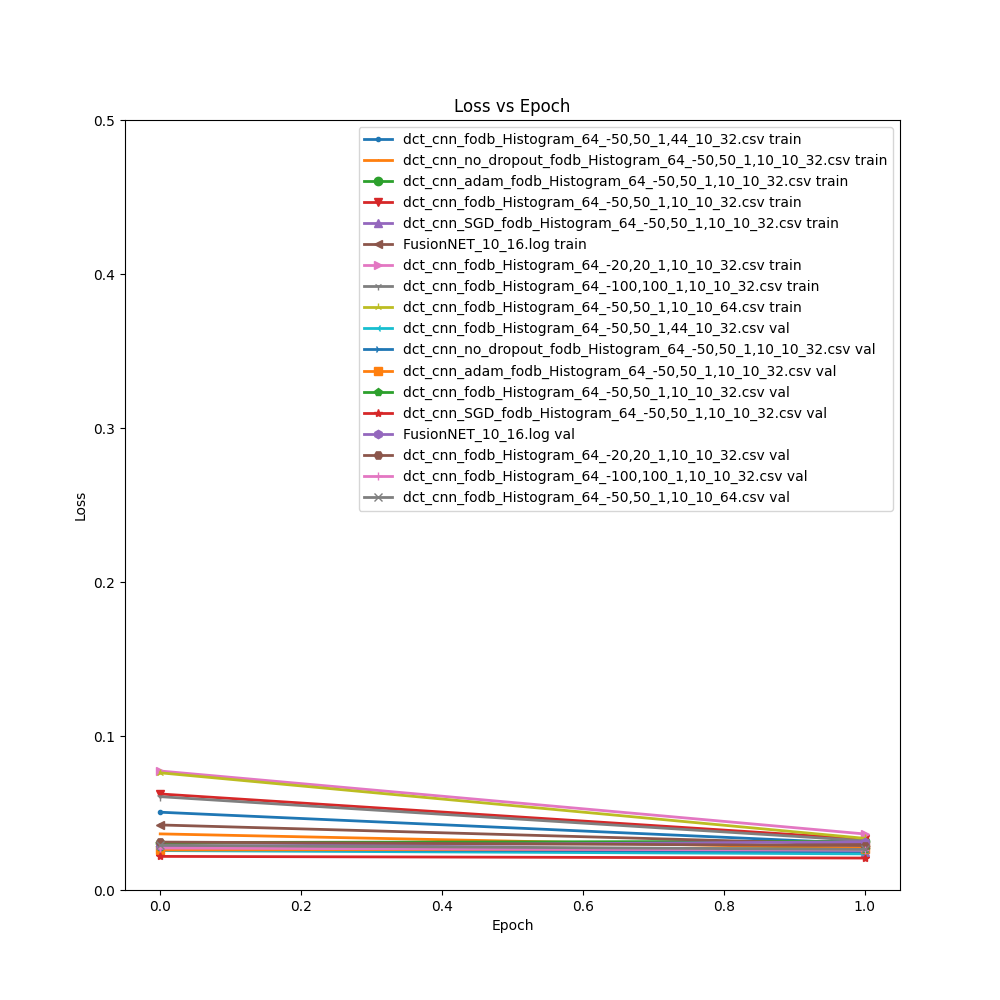 Loss vs Epoch
0.5
dct_cnn_fodb_Histogram_64_-50,50_1,44_10_32.csv train
dct_cnn_no_dropout_fodb_Histogram_64_-50,50_1,10_10_32.csv train
dct_cnn_adam_fodb_Histogram_64_-50,50_1,10_10_32.csv train
dct_cnn_fodb_Histogram_64_-50,50_1,10_10_32.csv train
dct_cnn_SGD_fodb_Histogram_64_-50,50_1,10_10_32.csv train
FusionNET_10_16.log train
dct_cnn_fodb_Histogram_64_-20,20_1,10_10_32.csv train
dct_cnn_fodb_Histogram_64_-100,100_1,10_10_32.csv train
dct_cnn_fodb_Histogram_64_-50,50_1,10_10_64.csv train
dct_cnn_fodb_Histogram_64_-50,50_1,44_10_32.csv val
dct_cnn_no_dropout_fodb_Histogram_64_-50,50_1,10_10_32.csv val
dct_cnn_adam_fodb_Histogram_64_-50,50_1,10_10_32.csv val
dct_cnn_fodb_Histogram_64_-50,50_1,10_10_32.csv val
dct_cnn_SGD_fodb_Histogram_64_-50,50_1,10_10_32.csv val
FusionNET_10_16.log val
dct_cnn_fodb_Histogram_64_-20,20_1,10_10_32.csv val
dct_cnn_fodb_Histogram_64_-100,100_1,10_10_32.csv val
dct_cnn_fodb_Histogram_64_-50,50_1,10_10_64.csv val
0.4
0.3
0.2
0.1
0.0
Loss
0.0 0.2 0.4 0.6 0.8 1.0
Epoch